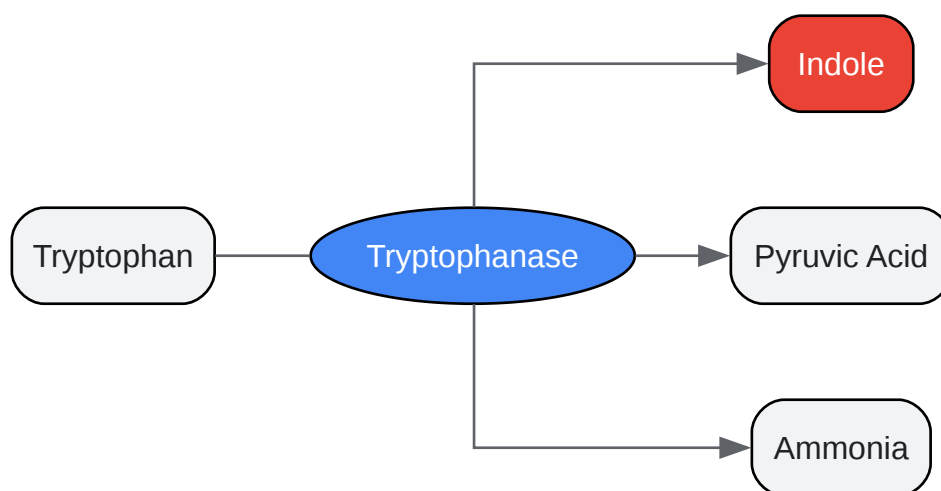 Indole
Tryptophan
Tryptophanase
Pyruvic Acid
Ammonia